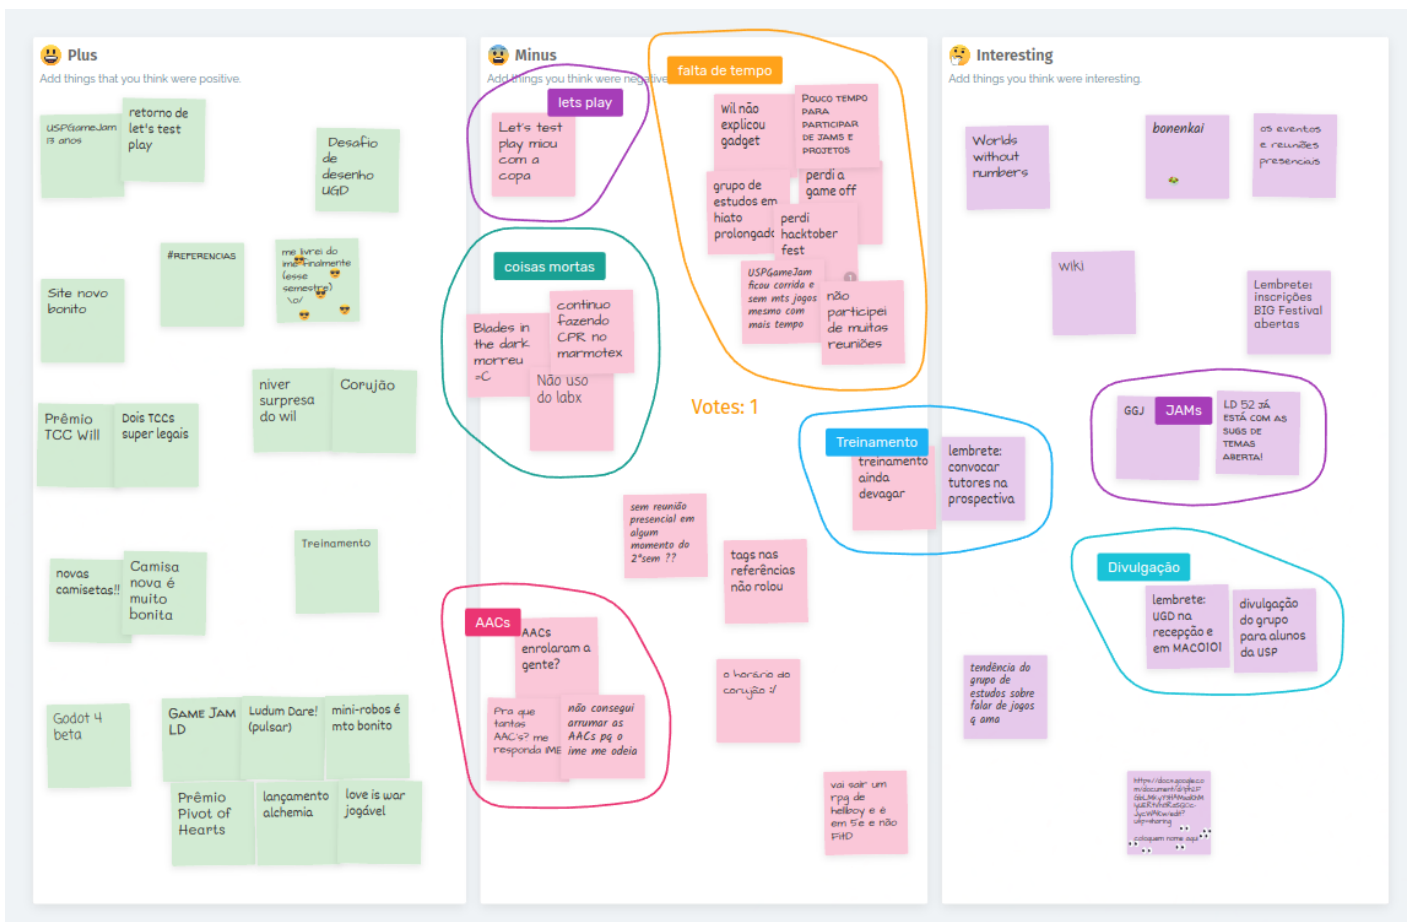 Plus
Add things that you think were positive.
USPGameJam
13 anos
retorno de
let's test
play
Desafio
de
desenho
UGD
#REFERENCIAS
me livrei do
ime finalmente
(esse
semestre)
\o/
Site novo
bonito
niver
surpresa
do wil
Corujão
Prêmio
TCC Will
Dois TCCs
super legais
Treinamento
novas
camisetas!!
Camisa
nova é
muito
bonita
Godot 4
beta
GAME JAM
LD
Ludum Dare!
(pulsar)
mini-robos é
mto bonito
Prêmio
Pivot of
Hearts
lançamento
alchemia
love is war
jogável
Minus
Add things you think were negative
lets play
Let's test
play miou
com a
copa
falta de tempo
wil não
explicou
gadget
POUCO TEMPO
PARA
PARTICIPAR
DE JAMS E
PROJETOS
grupo de
estudos em
hiato
prolongado
perdi a
game off
perdi
hacktober
fest
USPGameJam
ficou corrida e
sem mts jogos
mesmo com
mais tempo
1
não
participei
de muitas
reuniões
Votes: 1
coisas mortas
Blades in
the dark
morreu
=C
continuo
fazendo
CPR no
marmotex
Não uso
do labx
Treinamento
treinamento
ainda
devagar
lembrete:
convocar
tutores na
prospectiva
sem reunião
presencial em
algum
momento do
2°sem ??
tags nas
referências
não rolou
AACs
AACs
enrolaram a
gente?
Pra que
tantas
AAC's? me
responda IME
não consegui
arrumar as
AACs pq o
ime me odeia
o horário do
corujão :/
vai sair um
rpg de
hellboy e é
em 5e e não
FitD
Interesting
Add things you think were interesting.
Worlds
without
numbers
bonenkai
os eventos
e reuniões
presenciais
wiki
Lembrete:
inscrições
BIG Festival
abertas
GGJ
JAMs
LD 52 JÁ
ESTÁ COM AS
SUGS DE
TEMAS
ABERTA!
Divulgação
lembrete:
UGD na
recepção e
em MAC0101
divulgação
do grupo
para alunos
da USP
tendência do
grupo de
estudos sobre
falar de jogos
q ama
https://docs.google.co
usp=sharing
coloquem nome aqui